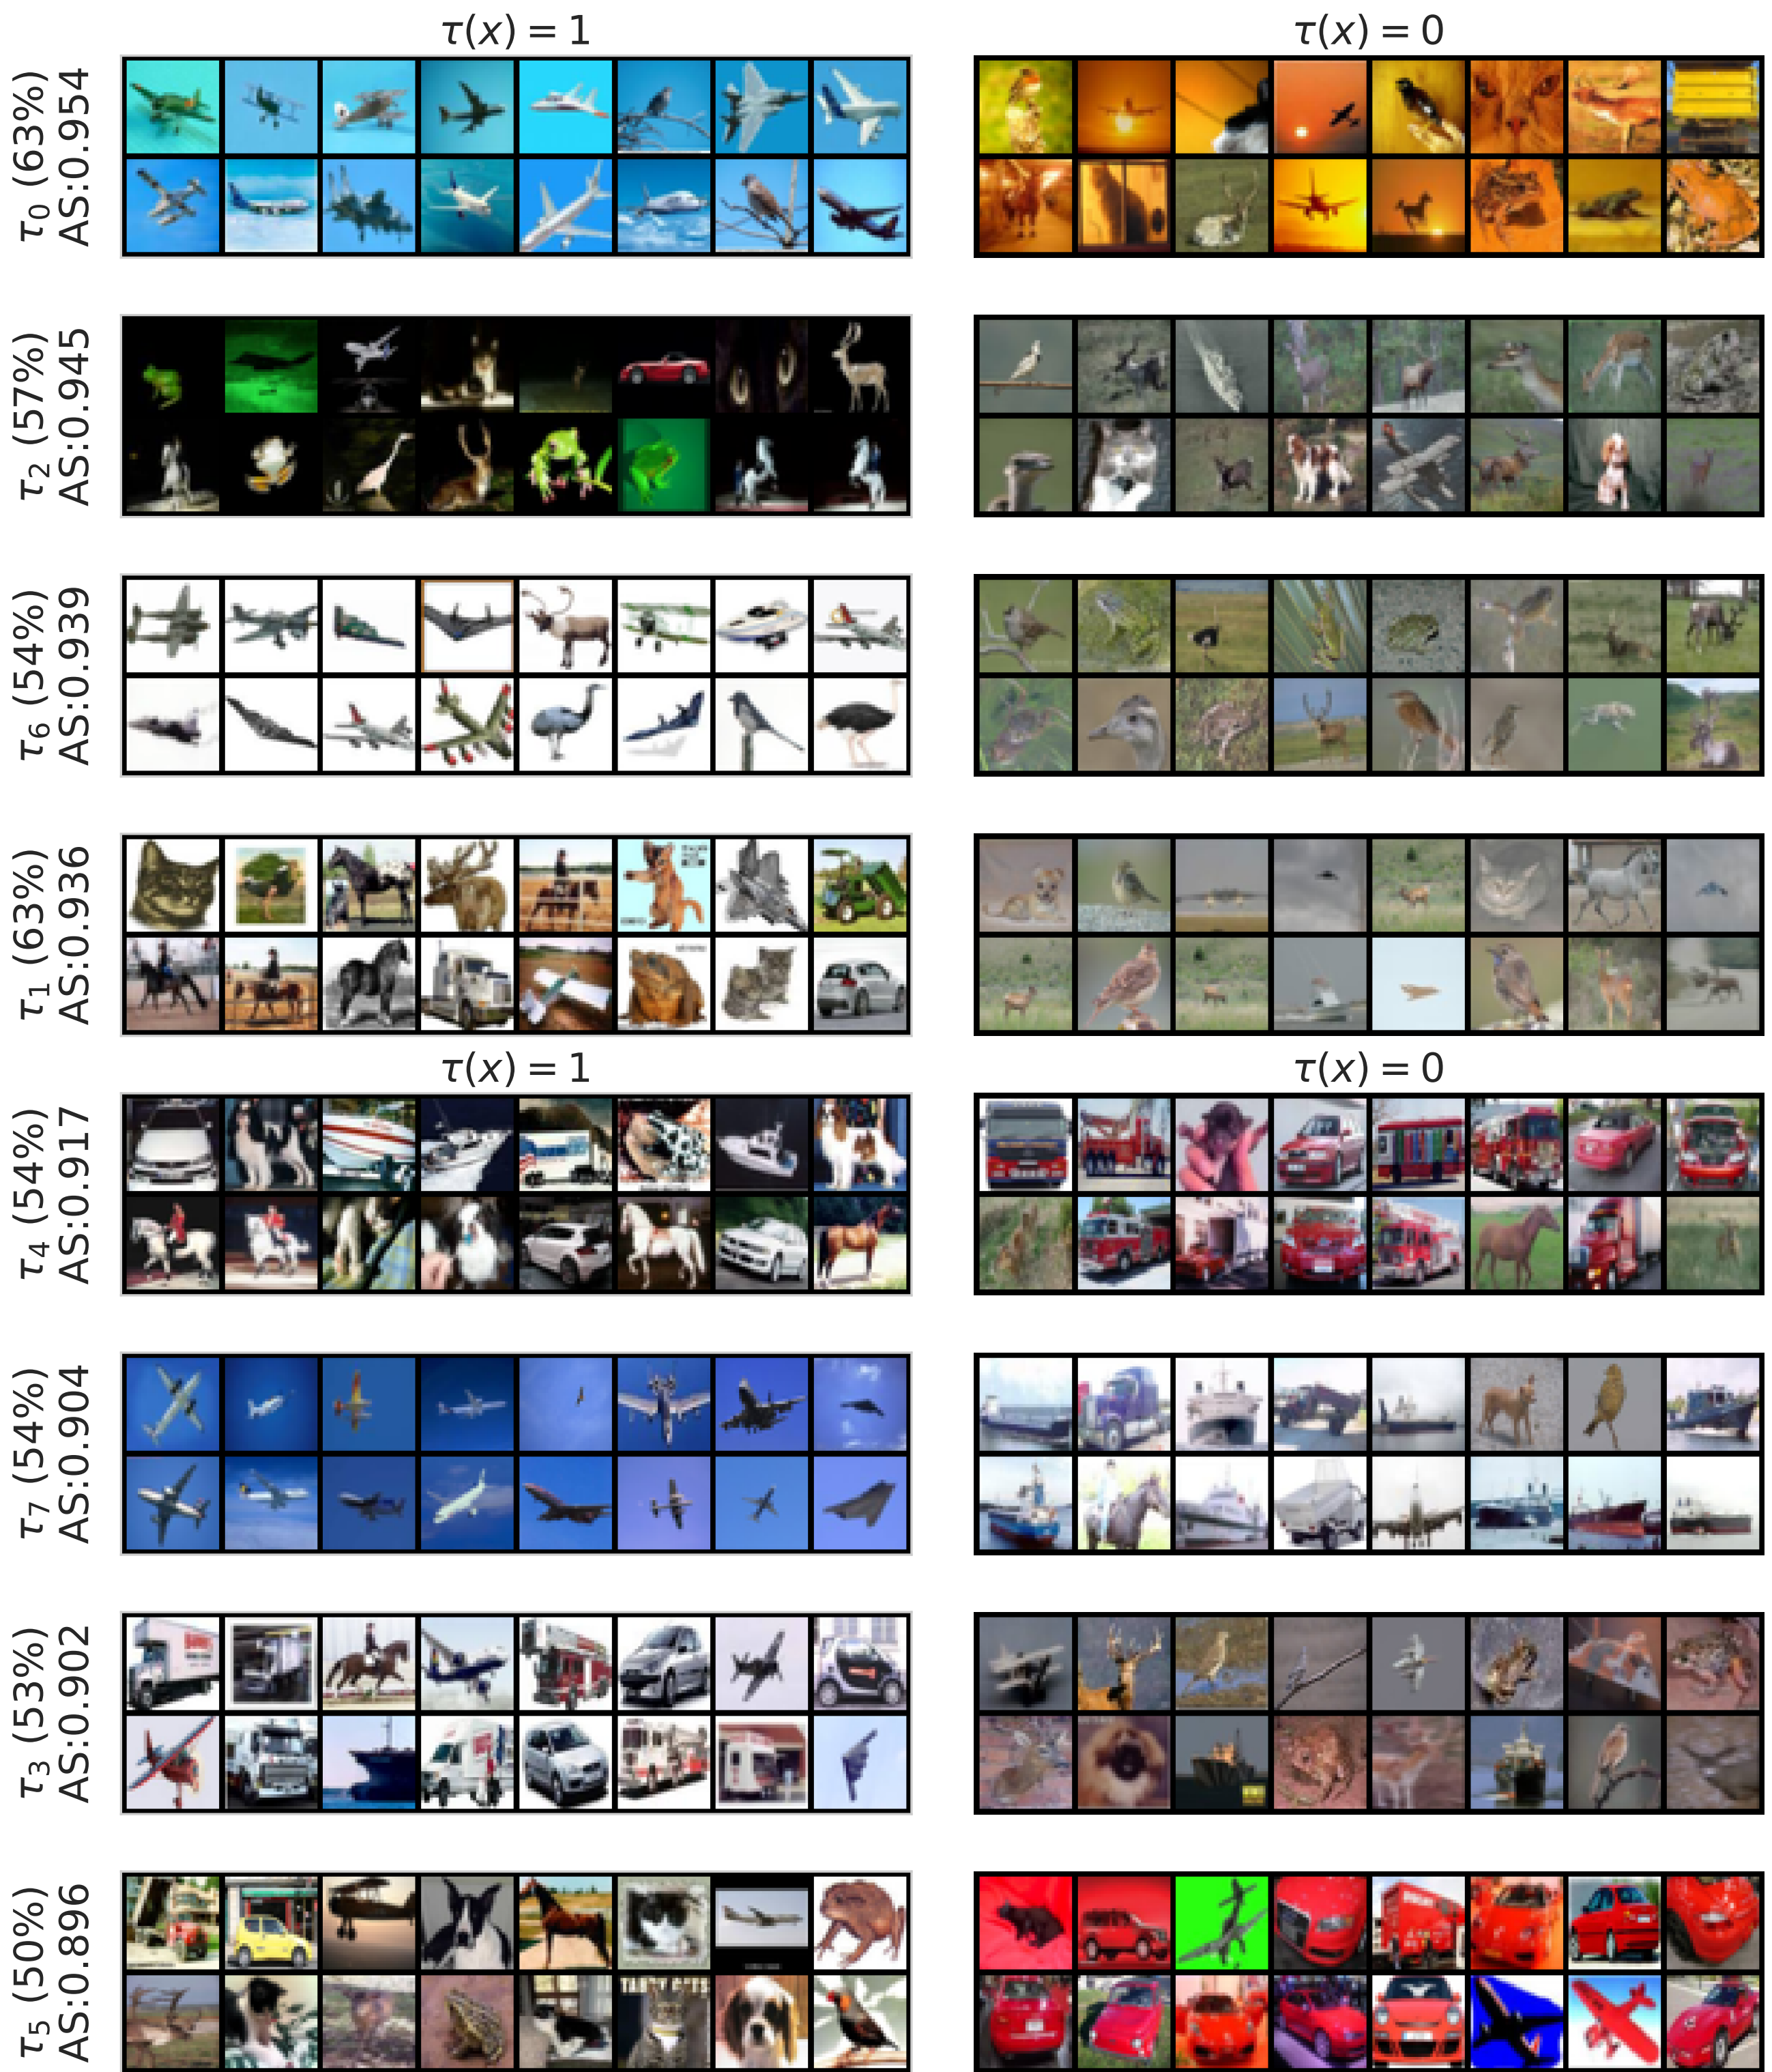 τ(x) = 1
τ(x) = 0
τ₀ (63%)
AS:0.954
τ₂ (57%)
AS:0.945
τ₆ (54%)
AS:0.939
τ₁ (63%)
AS:0.936
τ(x) = 1
τ(x) = 0
τ₄ (54%)
AS:0.917
τ₇ (54%)
AS:0.904
τ₃ (53%)
AS:0.902
τ₅ (50%)
AS:0.896